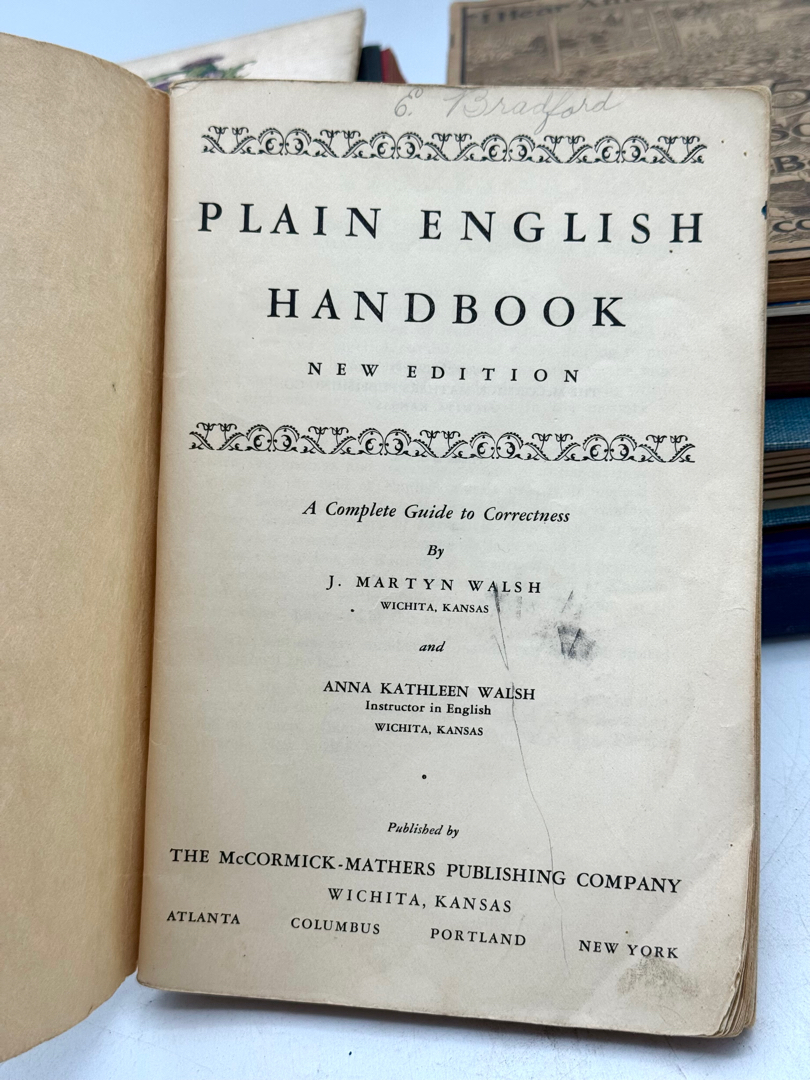 E. Bradford
PLAIN ENGLISH
HANDBOOK
NEW EDITION
A Complete Guide to Correctness
By
J. MARTYN WALSH
WICHITA, KANSAS
and
ANNA KATHLEEN WALSH
Instructor in English
WICHITA, KANSAS
Published by
THE McCORMICK-MATHERS PUBLISHING COMPANY
WICHITA, KANSAS
ATLANTA COLUMBUS PORTLAND NEW YORK
I Hear